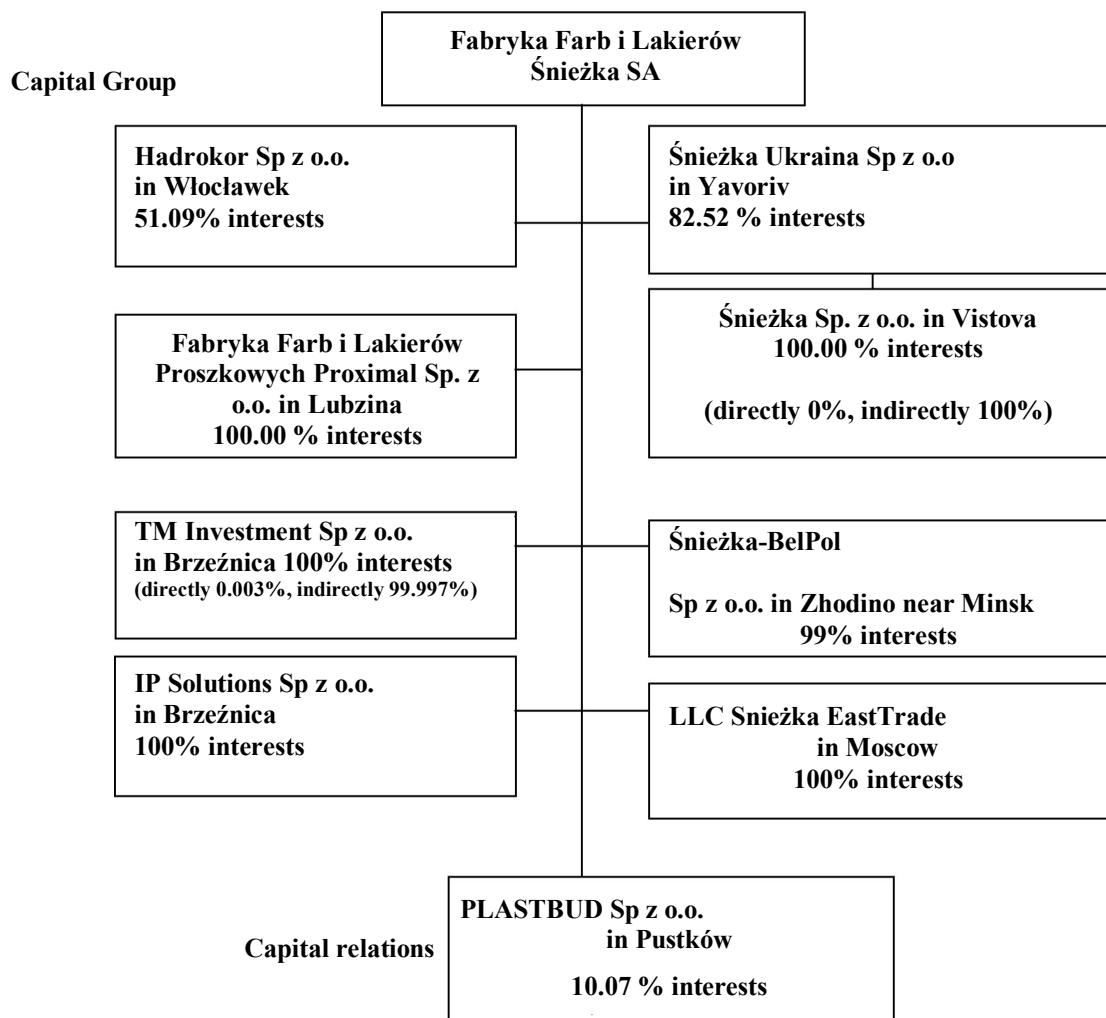 Fabryka Farb i Lakierów
Śnieżka SA
Capital Group
Hadrokor Sp z o.o.
in Włocławek
51.09% interests
Śnieżka Ukraina Sp z o.o
in Yavoriv
82.52 % interests
Fabryka Farb i Lakierów
Proszkowych Proximal Sp. z
o.o. in Lubzina
100.00 % interests
Śnieżka Sp. z o.o. in Vistova
100.00 % interests
(directly 0%, indirectly 100%)
TM Investment Sp z o.o.
in Brzeźnica 100% interests
(directly 0.003%, indirectly 99.997%)
Śnieżka-BelPol
Sp z o.o. in Zhodino near Minsk
99% interests
IP Solutions Sp z o.o.
in Brzeźnica
100% interests
LLC Snieżka EastTrade
in Moscow
100% interests
PLASTBUD Sp z o.o.
in Pustków
10.07 % interests
Capital relations